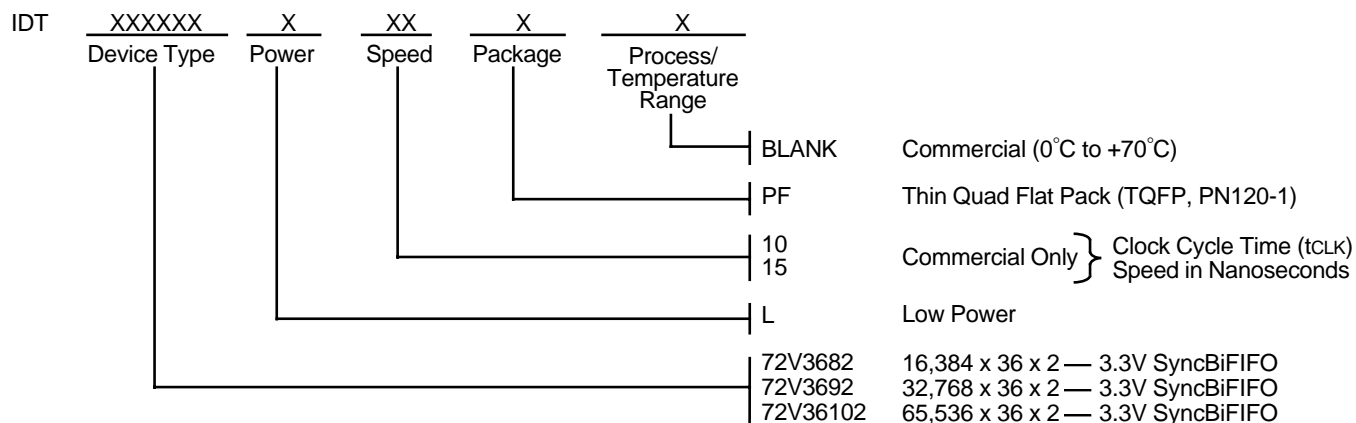 IDT XXXXXX X XX X X
Device Type Power Speed Package Process/
Temperature
Range
BLANK Commercial (0°C to +70°C)
PF Thin Quad Flat Pack (TQFP, PN120-1)
10
15
Commercial Only } Clock Cycle Time (tCLK)
Speed in Nanoseconds
L Low Power
72V3682 16,384 x 36 x 2 — 3.3V SyncBiFIFO
72V3692 32,768 x 36 x 2 — 3.3V SyncBiFIFO
72V36102 65,536 x 36 x 2 — 3.3V SyncBiFIFO